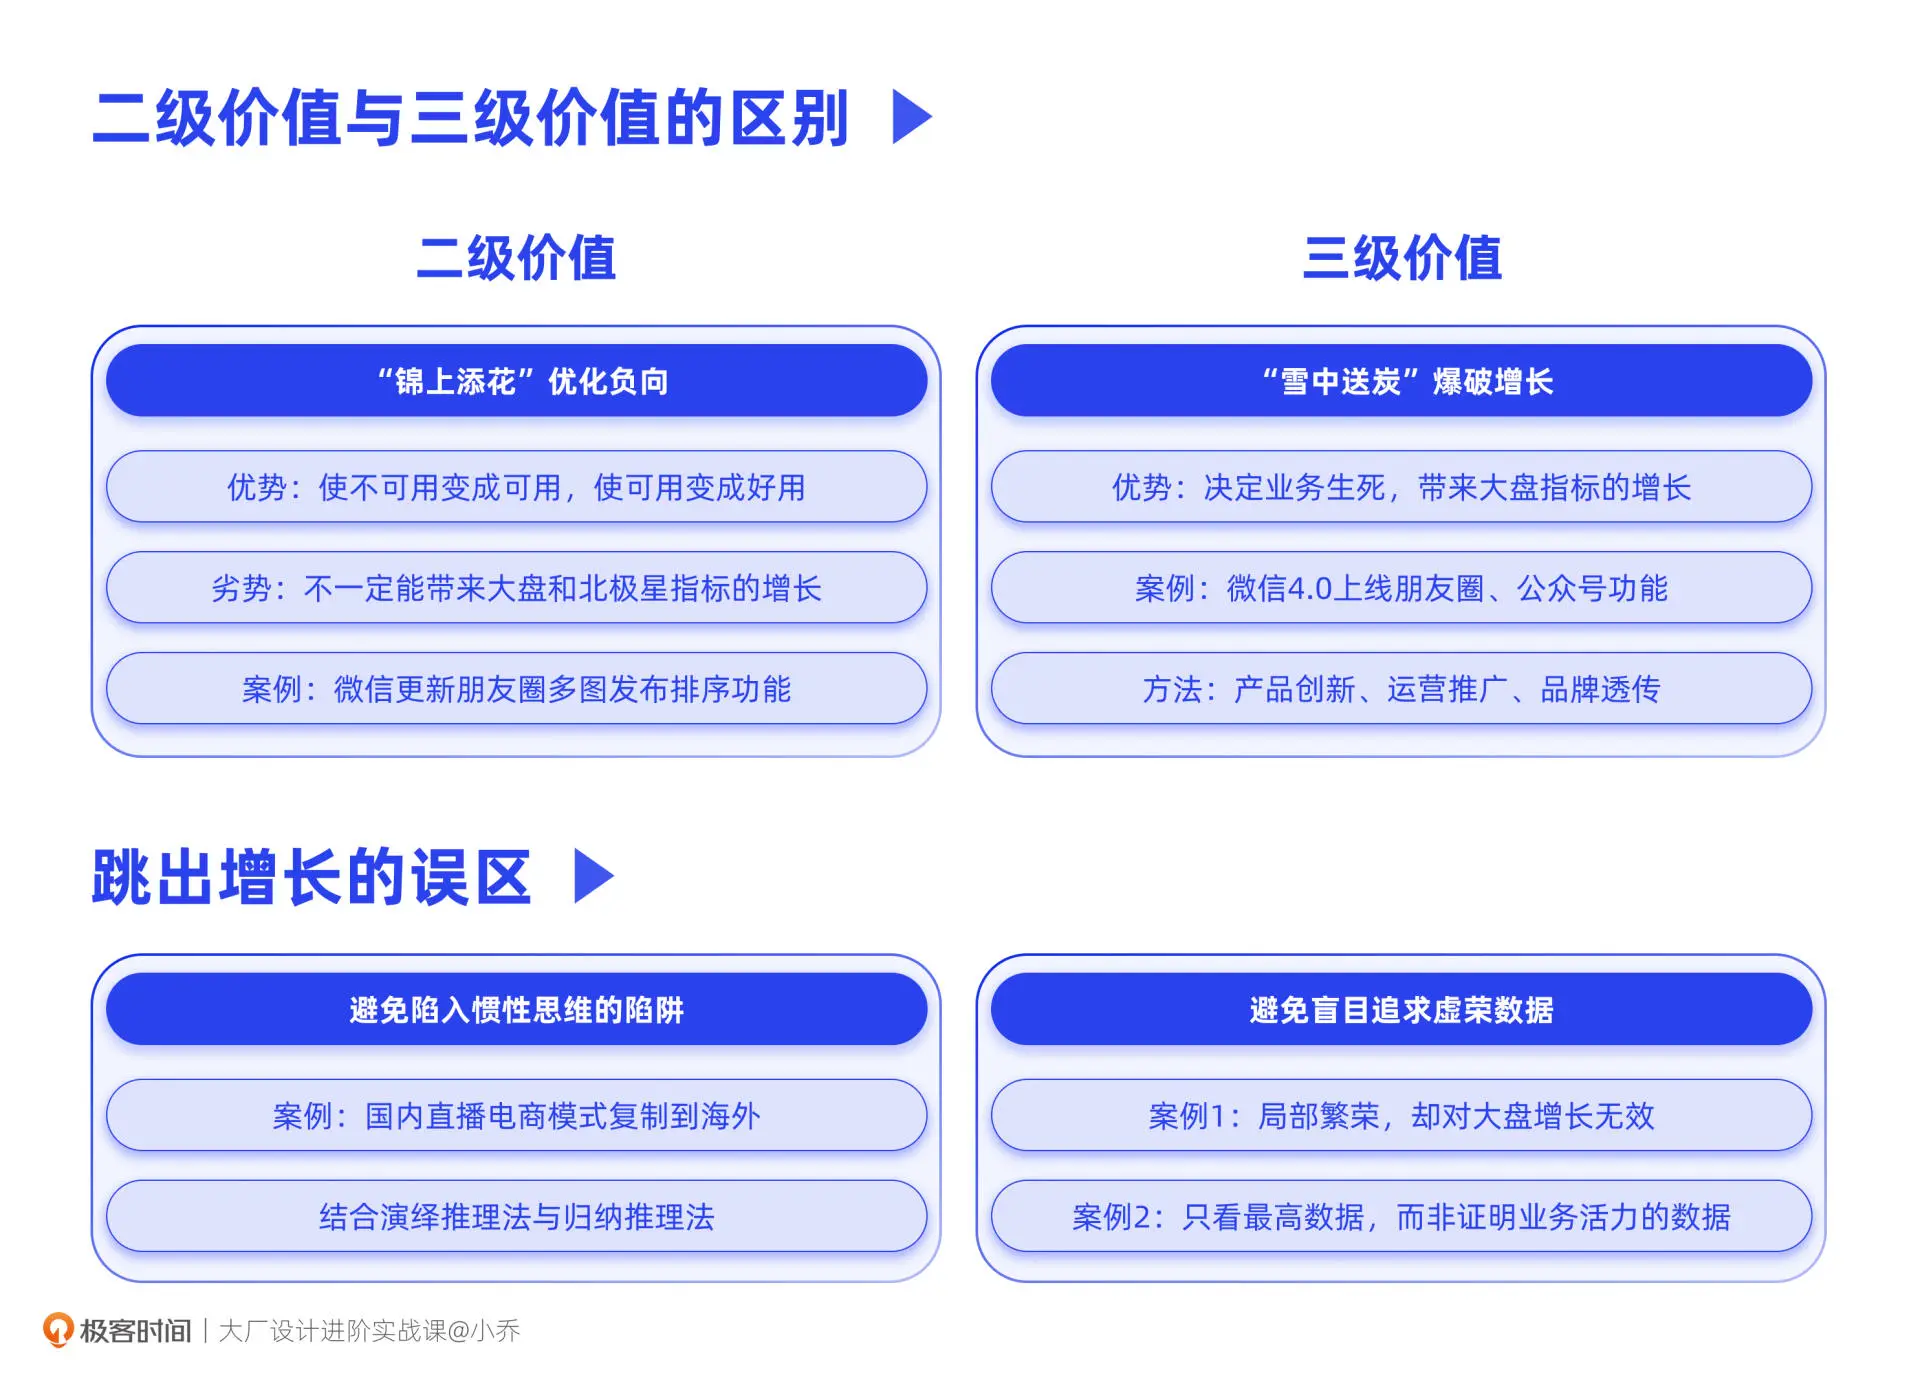 二级价值与三级价值的区别
二级价值
三级价值
“锦上添花”优化负向
优势：使不可用变成可用，使可用变成好用
劣势：不一定能带来大盘和北极星指标的增长
案例：微信更新朋友圈多图发布排序功能
“雪中送炭”爆破增长
优势：决定业务生死，带来大盘指标的增长
案例：微信4.0上线朋友圈、公众号功能
方法：产品创新、运营推广、品牌透传
跳出增长的误区
避免陷入惯性思维的陷阱
案例：国内直播电商模式复制到海外
结合演绎推理法与归纳推理法
避免盲目追求虚荣数据
案例1：局部繁荣，却对大盘增长无效
案例2：只看最高数据，而非证明业务活力的数据
极客时间 | 大厂设计进阶实战课@小乔